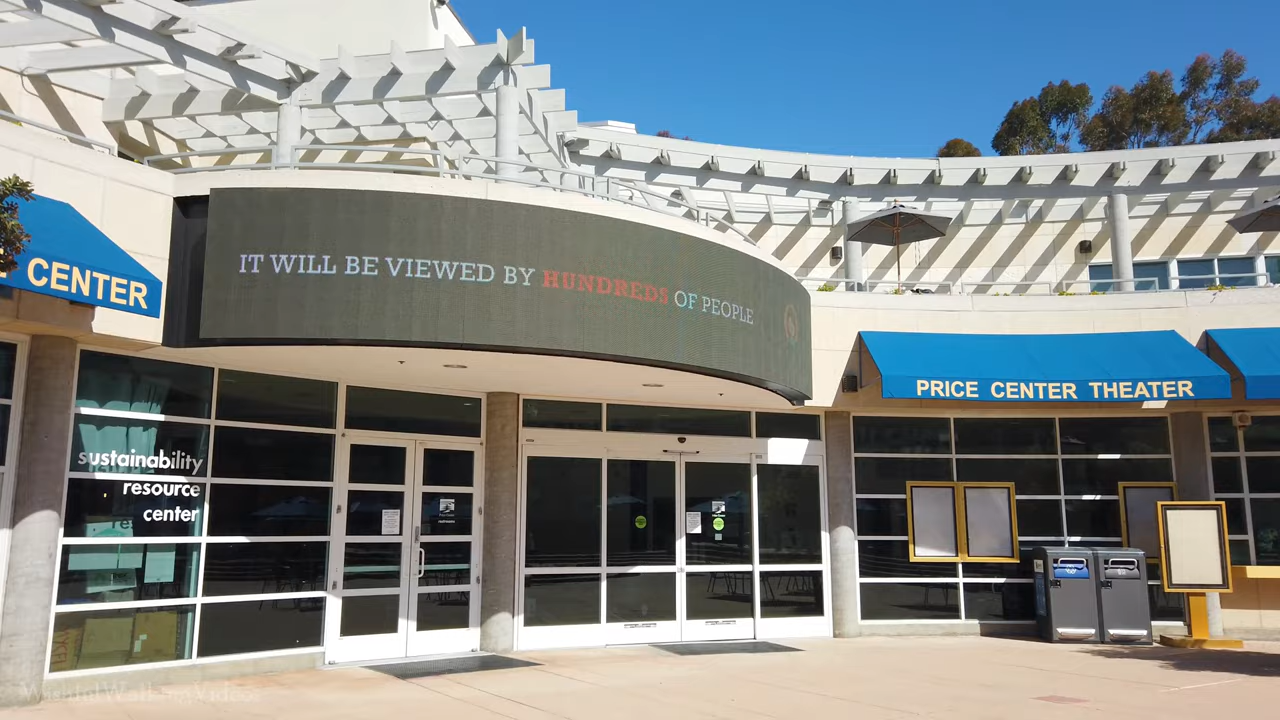 IT WILL BE VIEWED BY HUNDREDS OF PEOPLE
CENTER
PRICE CENTER THEATER
sustainability
resource
center